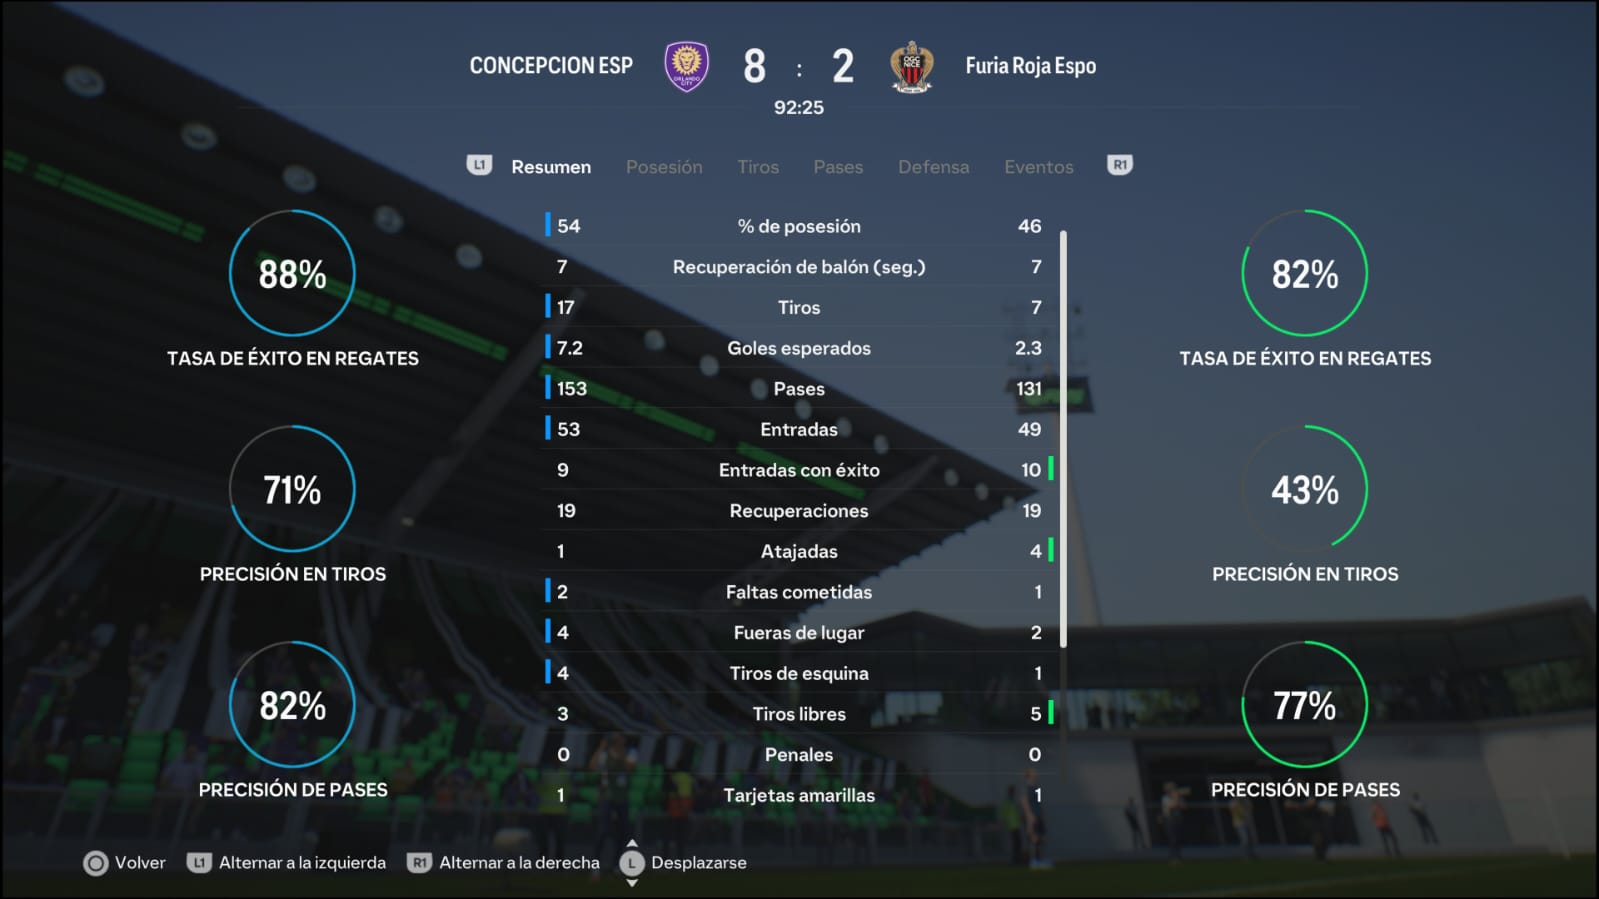 CONCEPCION ESP 8 : 2 Furia Roja Espo
ORLANDO CITY
OGC NICE
92:25
L1 Resumen Posesión Tiros Pases Defensa Eventos R1
54 % de posesión 46
7 Recuperación de balón (seg.) 7
17 Tiros 7
7.2 Goles esperados 2.3
153 Pases 131
53 Entradas 49
9 Entradas con éxito 10
19 Recuperaciones 19
1 Atajadas 4
2 Faltas cometidas 1
4 Fueras de lugar 2
4 Tiros de esquina 1
3 Tiros libres 5
0 Penales 0
1 Tarjetas amarillas 1
88%
TASA DE ÉXITO EN REGATES
71%
PRECISIÓN EN TIROS
82%
PRECISIÓN DE PASES
82%
TASA DE ÉXITO EN REGATES
43%
PRECISIÓN EN TIROS
77%
PRECISIÓN DE PASES
Volver L1 Alternar a la izquierda R1 Alternar a la derecha L Desplazarse